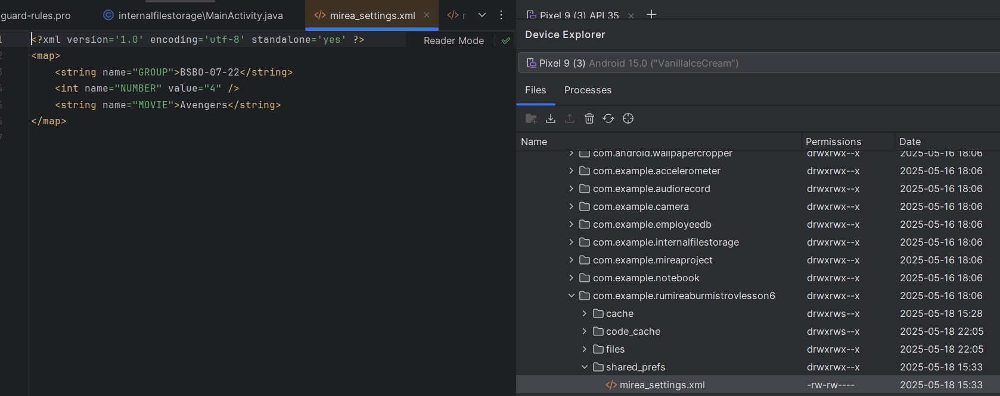 guard-rules.pro internalfilestorage\MainActivity.java mirea_settings.xml
Reader Mode
1 <?xml version='1.0' encoding='utf-8' standalone='yes' ?>
2 <map>
3 <string name="GROUP">BSBO-07-22</string>
4 <int name="NUMBER" value="4" />
5 <string name="MOVIE">Avengers</string>
6 </map>
7
Pixel 9 (3) API 35
Device Explorer
Pixel 9 (3) Android 15.0 ("VanillaIceCream")
Files Processes
Name Permissions Date
com.android.wallpapercropper drwxrwx--x 2025-05-16 18:06
com.example.accelerometer drwxrwx--x 2025-05-16 18:06
com.example.audiorecord drwxrwx--x 2025-05-16 18:06
com.example.camera drwxrwx--x 2025-05-16 18:06
com.example.employeedb drwxrwx--x 2025-05-16 18:06
com.example.internalfilestorage drwxrwx--x 2025-05-16 18:06
com.example.mireaproject drwxrwx--x 2025-05-16 18:06
com.example.notebook drwxrwx--x 2025-05-16 18:06
com.example.rumireaburmistrovlesson6 drwxrwx--x 2025-05-16 18:06
cache drwxrws--x 2025-05-18 15:28
code_cache drwxrws--x 2025-05-18 22:05
files drwxrwx--x 2025-05-18 22:05
shared_prefs drwxrwx--x 2025-05-18 15:33
mirea_settings.xml -rw-rw---- 2025-05-18 15:33